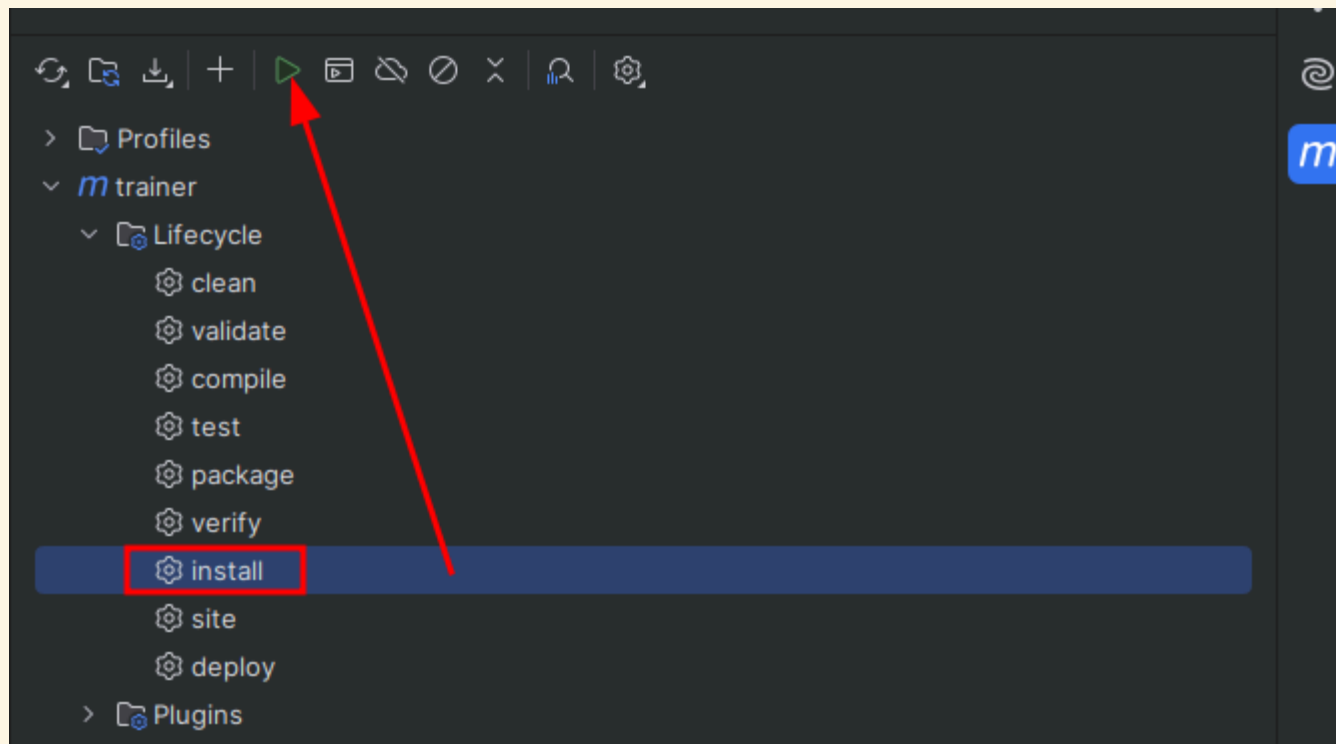 Profiles
m trainer
m
Lifecycle
clean
validate
compile
test
package
verify
install
site
deploy
Plugins